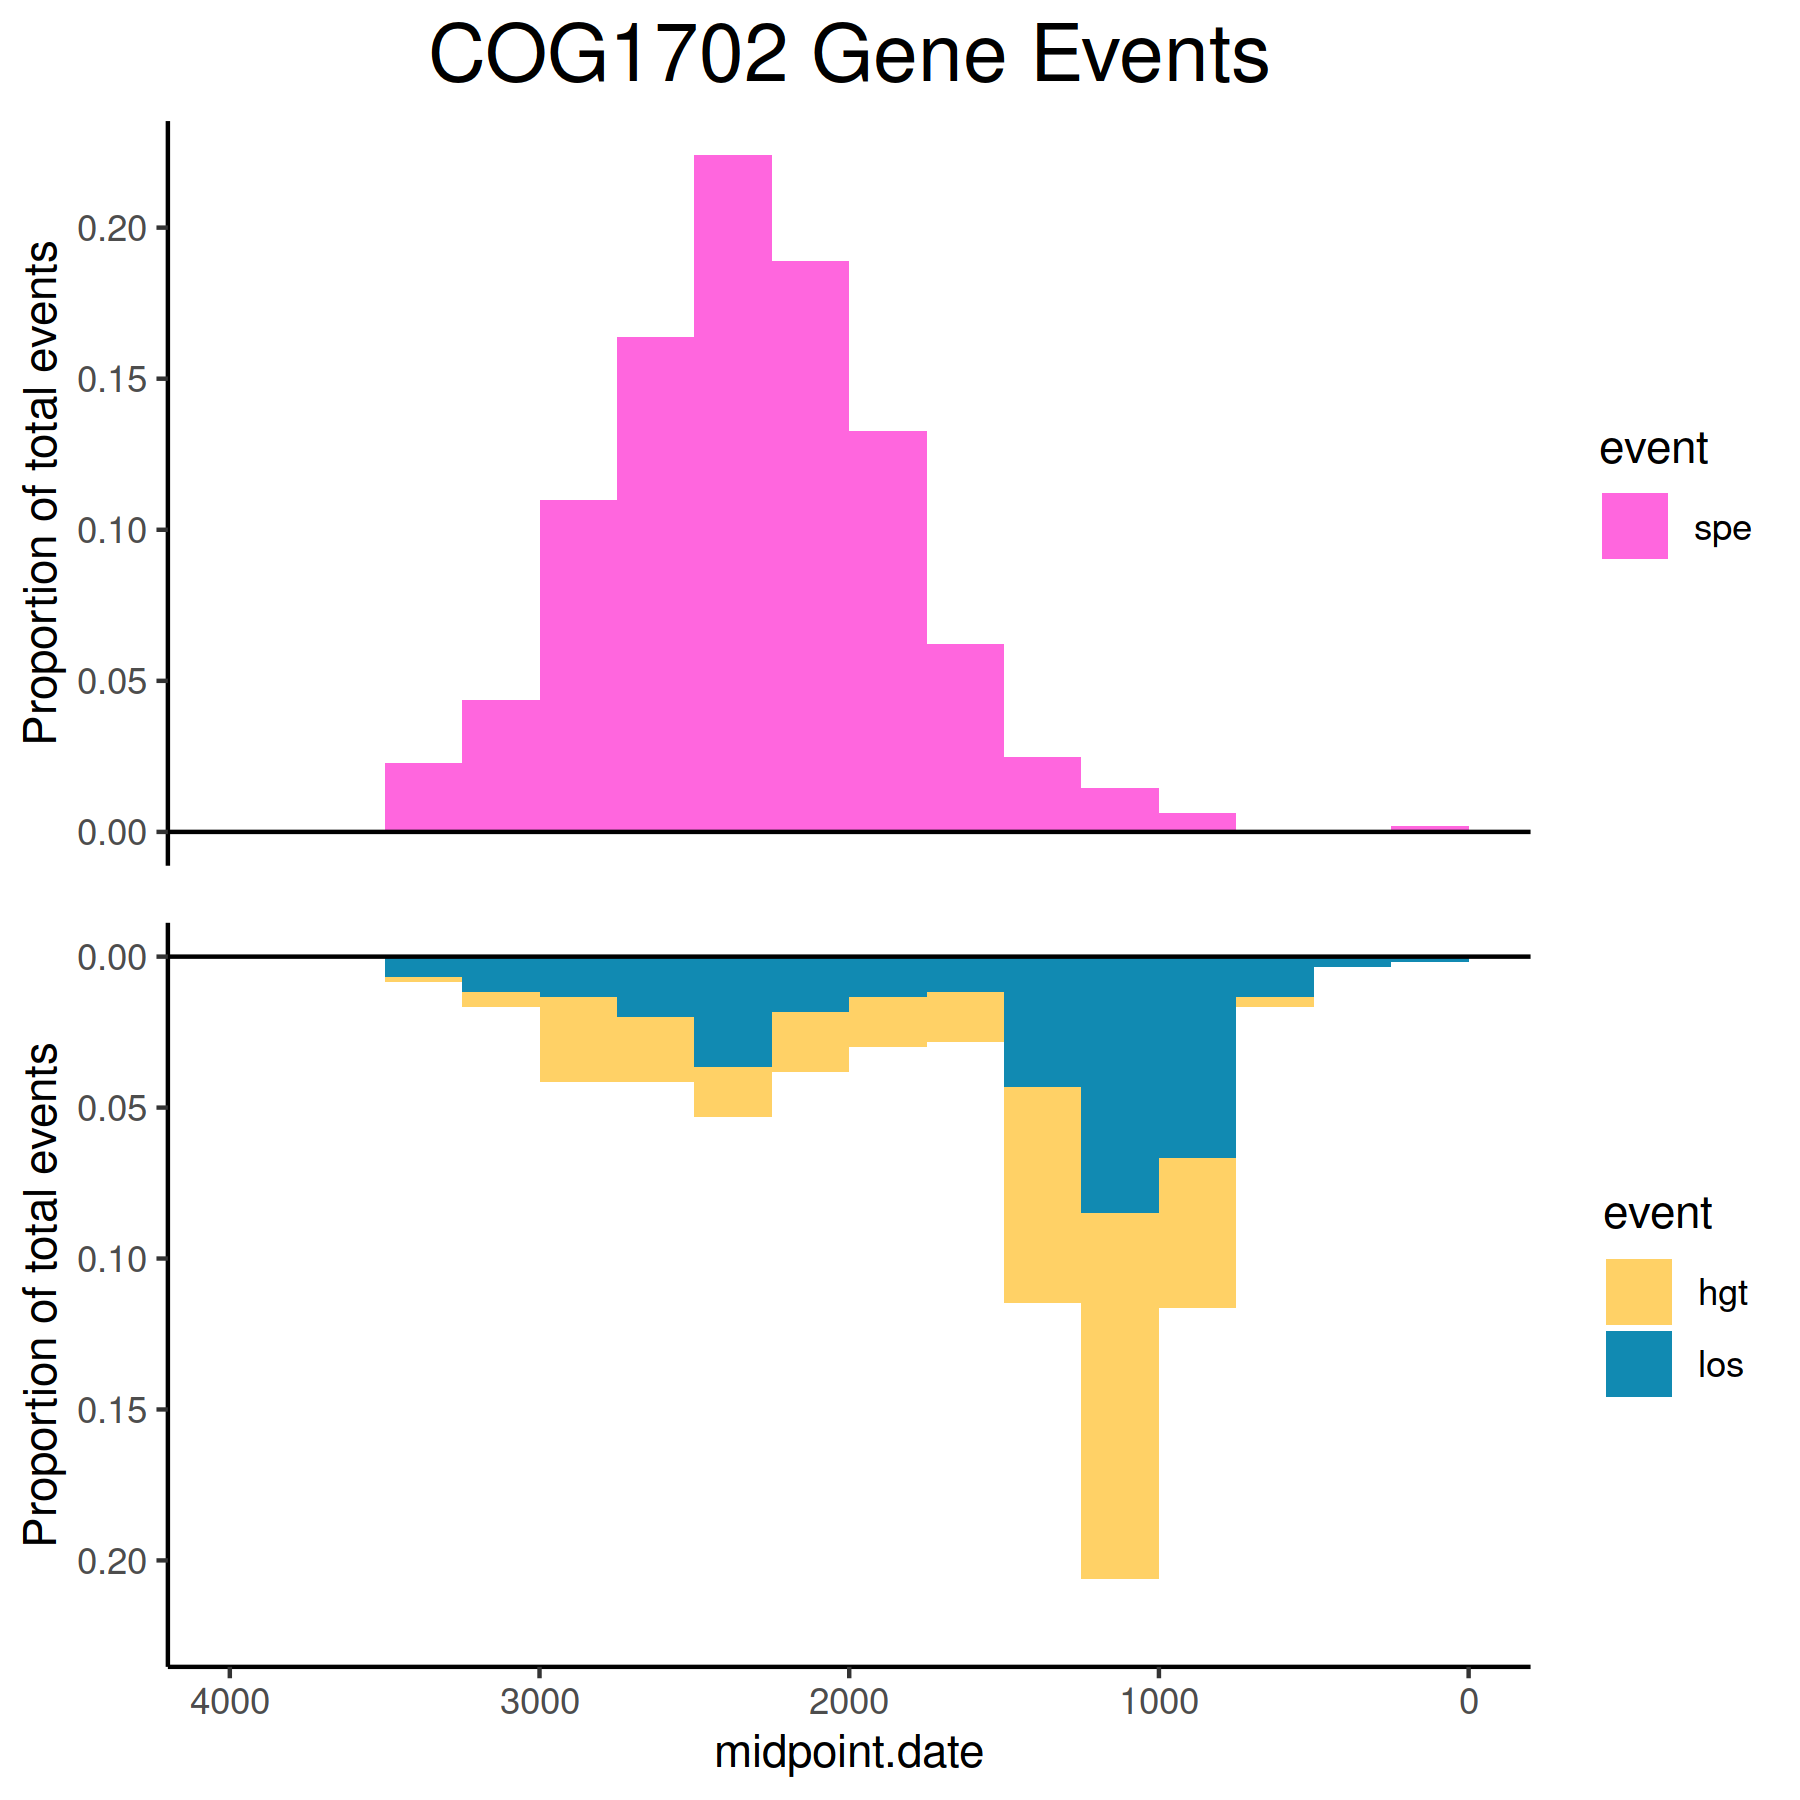 COG1702 Gene Events
Proportion of total events
0.20
0.15
0.10
0.05
0.00
event
spe
Proportion of total events
0.00
0.05
0.10
0.15
0.20
event
hgt
los
4000 3000 2000 1000 0
midpoint.date